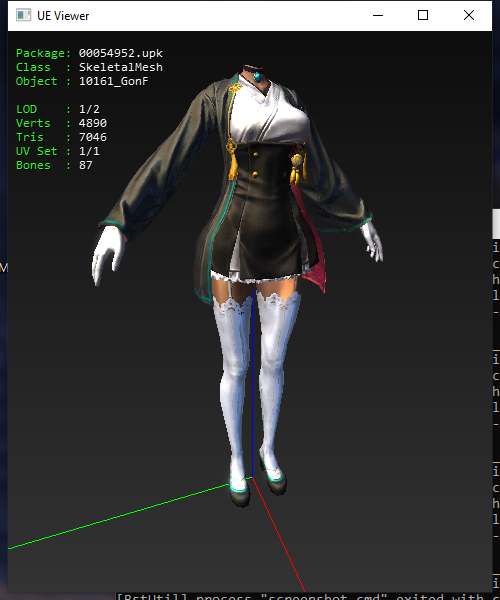 UE Viewer
Package: 00054952.upk
Class : SkeletalMesh
Object : 10161_GonF
LOD : 1/2
Verts : 4890
Tris : 7046
UV Set : 1/1
Bones : 87
M
i
c
h
l
-
i
c
h
l
-
i
c
h
l
-
i
[BstUtil] process "screenshot.cmd" exited with c